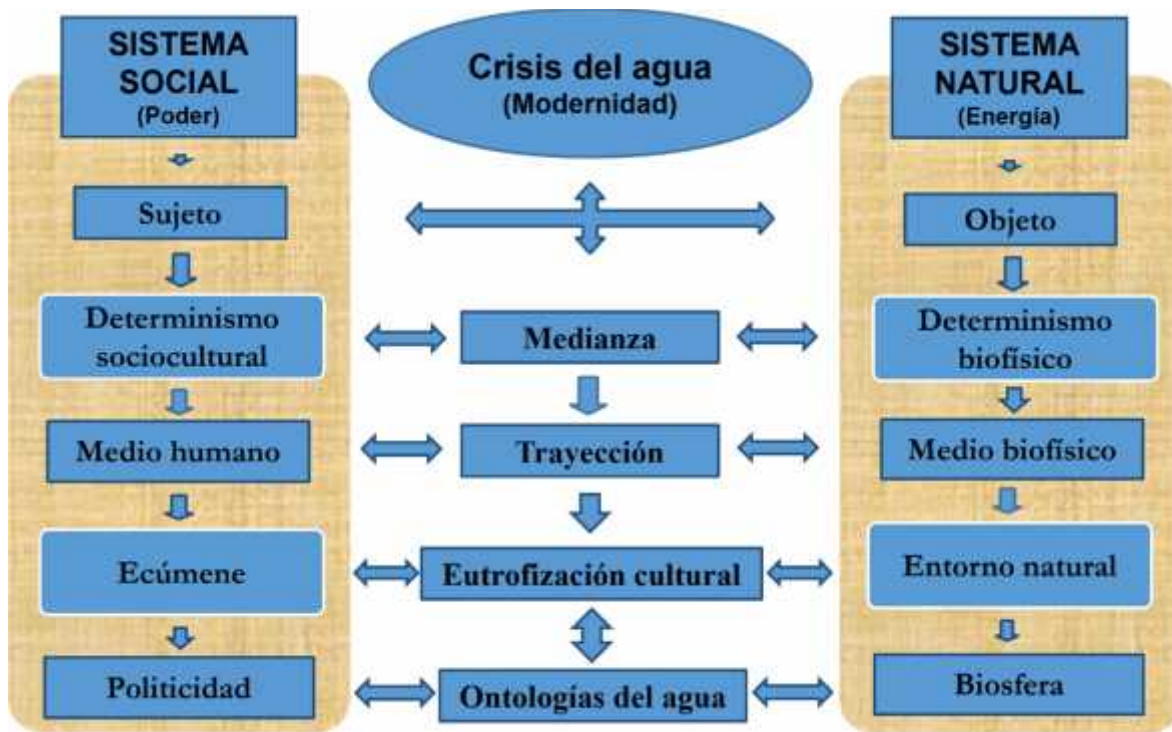 SISTEMA
SOCIAL
(Poder)
Crisis del agua
(Modernidad)
SISTEMA
NATURAL
(Energía)
Sujeto
Objeto
Determinismo
sociocultural
Medianza
Determinismo
biofísico
Medio humano
Trayección
Medio biofísico
Ecúmene
Eutrofización cultural
Entorno natural
Politicidad
Ontologías del agua
Biosfera